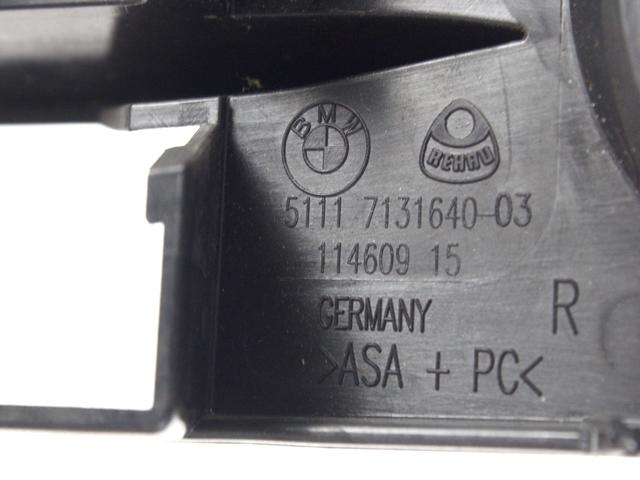 BMW
REHAU
5111 7131640-03
114609 15
GERMANY
R
>ASA + PC<